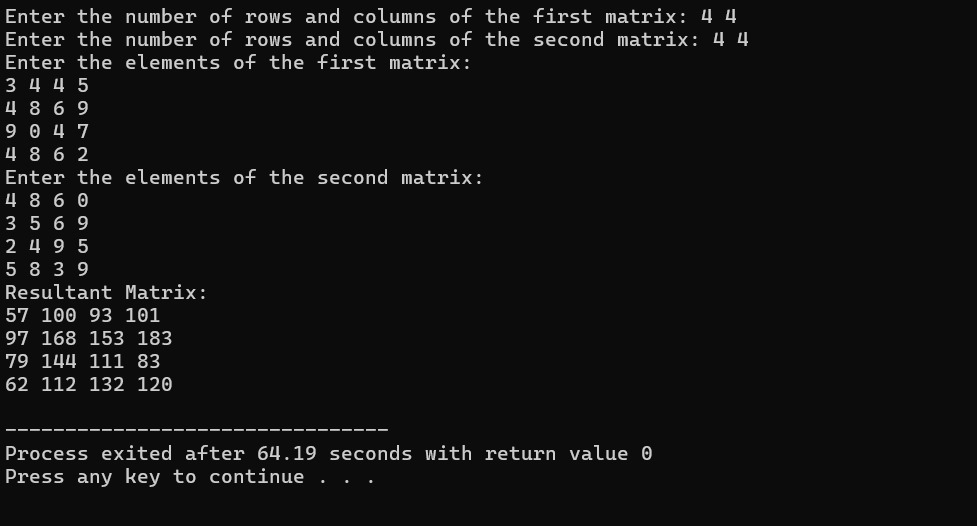 Enter the number of rows and columns of the first matrix: 4 4
Enter the number of rows and columns of the second matrix: 4 4
Enter the elements of the first matrix:
3 4 4 5
4 8 6 9
9 0 4 7
4 8 6 2
Enter the elements of the second matrix:
4 8 6 0
3 5 6 9
2 4 9 5
5 8 3 9
Resultant Matrix:
57 100 93 101
97 168 153 183
79 144 111 83
62 112 132 120

--------------------------------
Process exited after 64.19 seconds with return value 0
Press any key to continue . . .